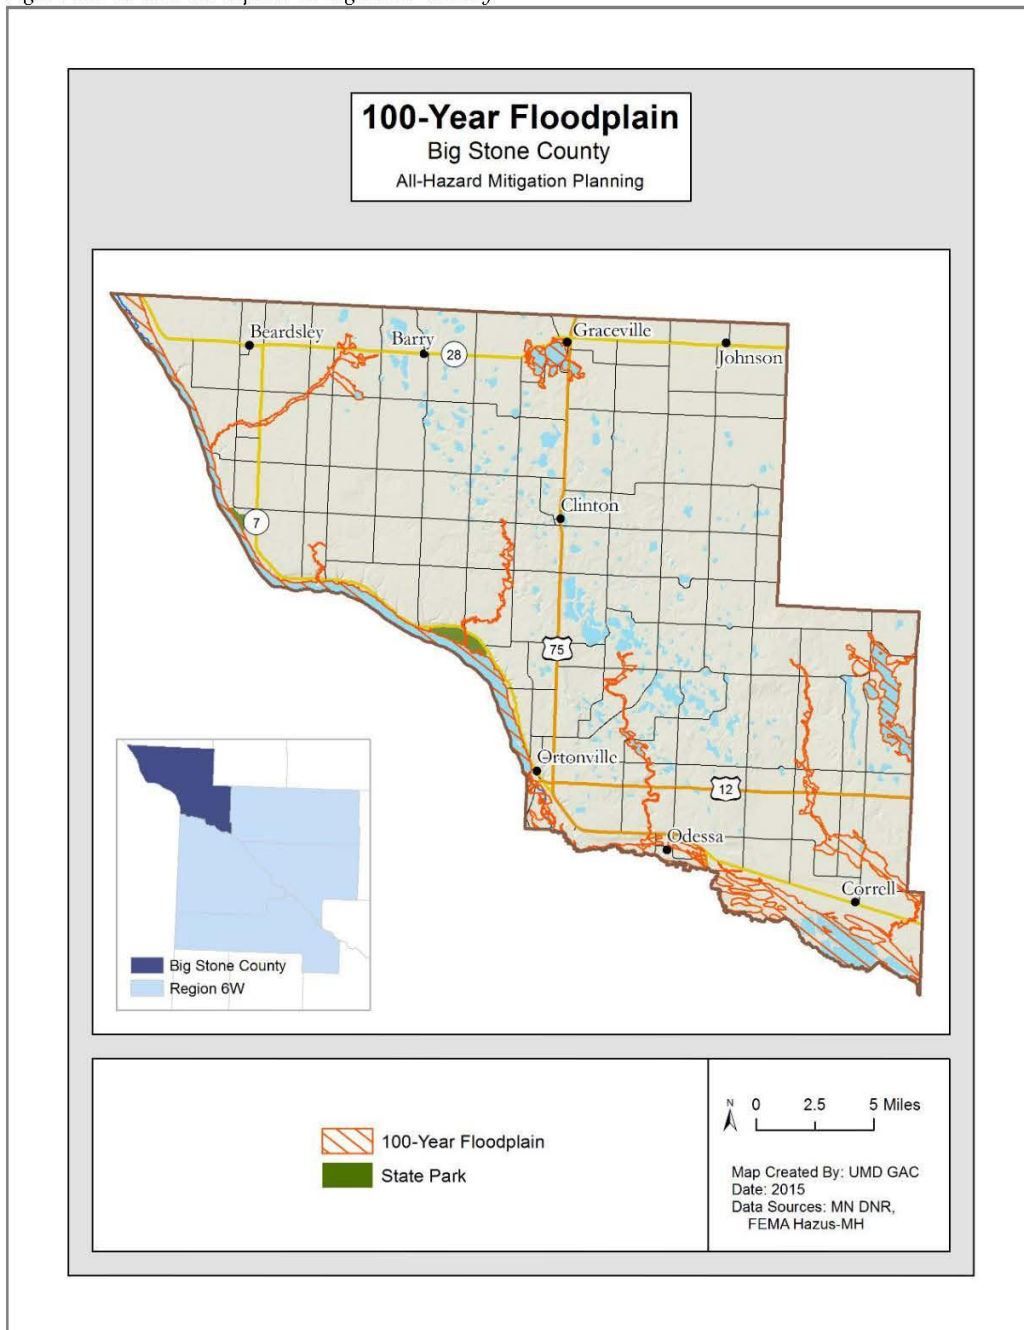 100-Year Floodplain
Big Stone County
All-Hazard Mitigation Planning
Beardsley
Barry
28
Graceville
Johnson
7
Clinton
75
Ortonville
12
Odessa
Correll
Big Stone County
Region 6W
100-Year Floodplain
State Park
N
0 2.5 5 Miles
Map Created By: UMD GAC
Date: 2015
Data Sources: MN DNR,
FEMA Hazus-MH